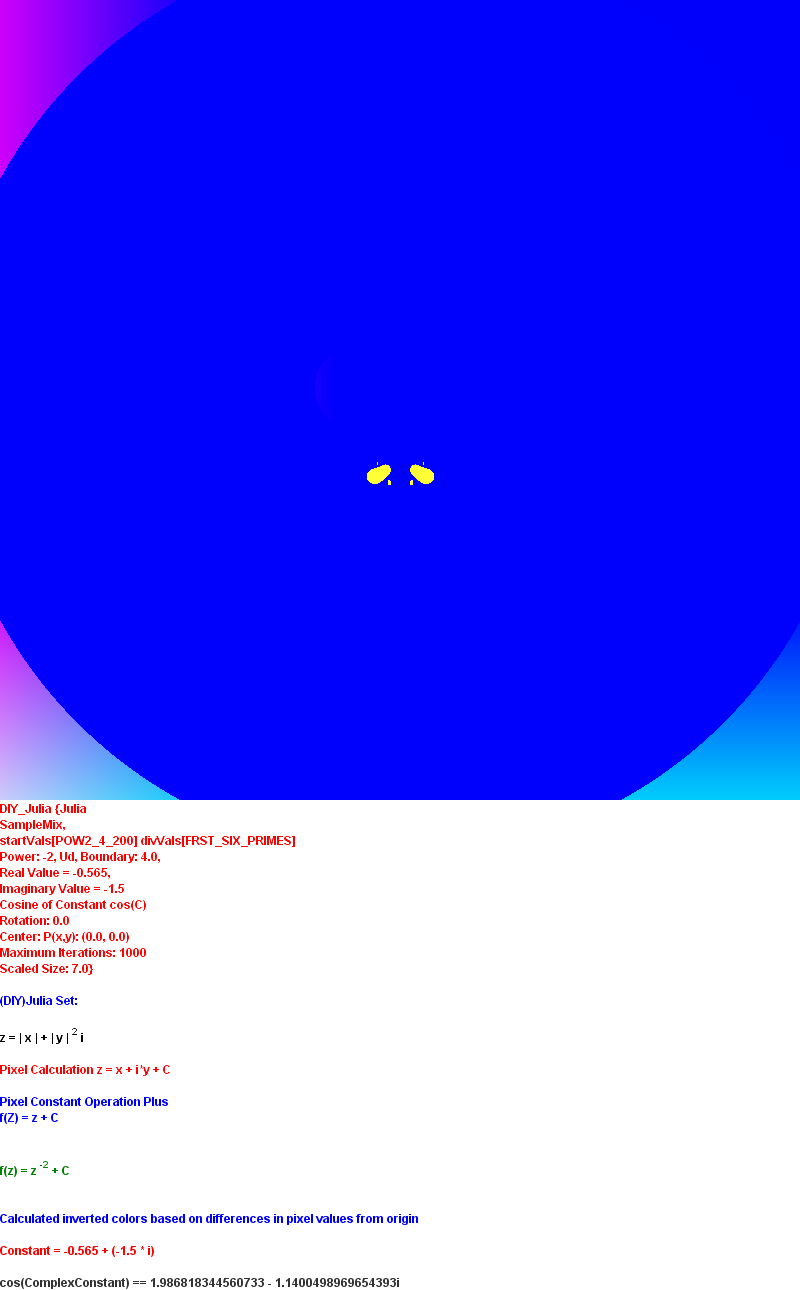 DIY_Julia {Julia
SampleMix,
startVals[POW2_4_200] divVals[FRST_SIX_PRIMES]
Power: -2, Ud, Boundary: 4.0,
Real Value = -0.565,
Imaginary Value = -1.5
Cosine of Constant cos(C)
Rotation: 0.0
Center: P(x,y): (0.0, 0.0)
Maximum Iterations: 1000
Scaled Size: 7.0}
(DIY)Julia Set:
z = | x | + | y | ^2 i
Pixel Calculation z = x + i*y + C
Pixel Constant Operation Plus
f(Z) = z + C
f(z) = z ^-2 + C
Calculated inverted colors based on differences in pixel values from origin
Constant = -0.565 + (-1.5 * i)
cos(ComplexConstant) == 1.986818344560733 - 1.1400498969654393i